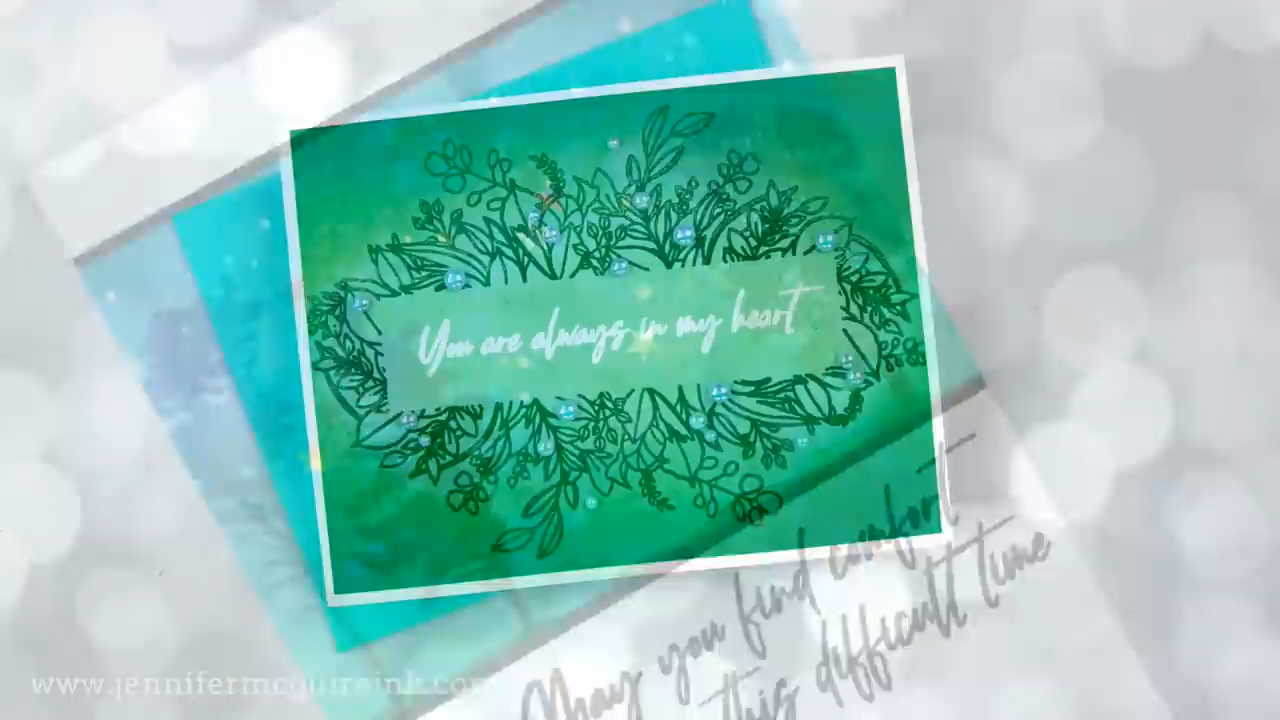 You are always in my heart
May you find comfort
this difficult time
www.jennifermcguireink.com